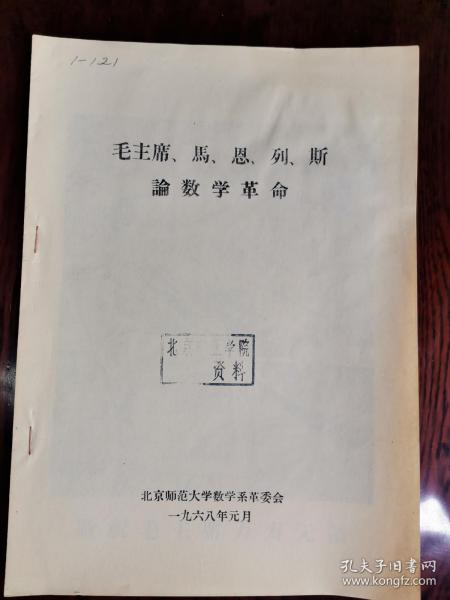 1-121
毛主席、馬、恩、列、斯
論数学革命
北京 学院
资料
北京师范大学数学系革委会
一九六八年元月
孔夫子旧书网
www.kongfz.com